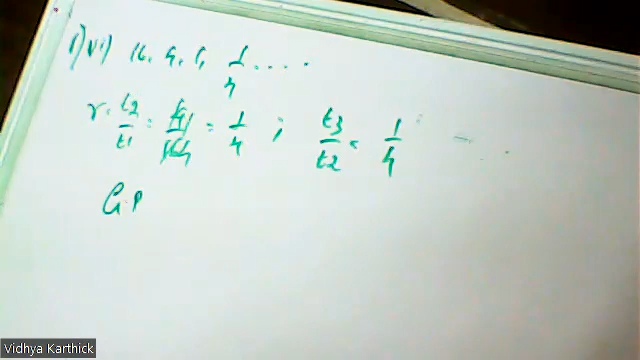 1) vi) 16, 4, 1, 1/4 ....
r = t2/t1 = 4/16 = 1/4 ; t3/t2 = 1/4
G.P
Vidhya Karthick